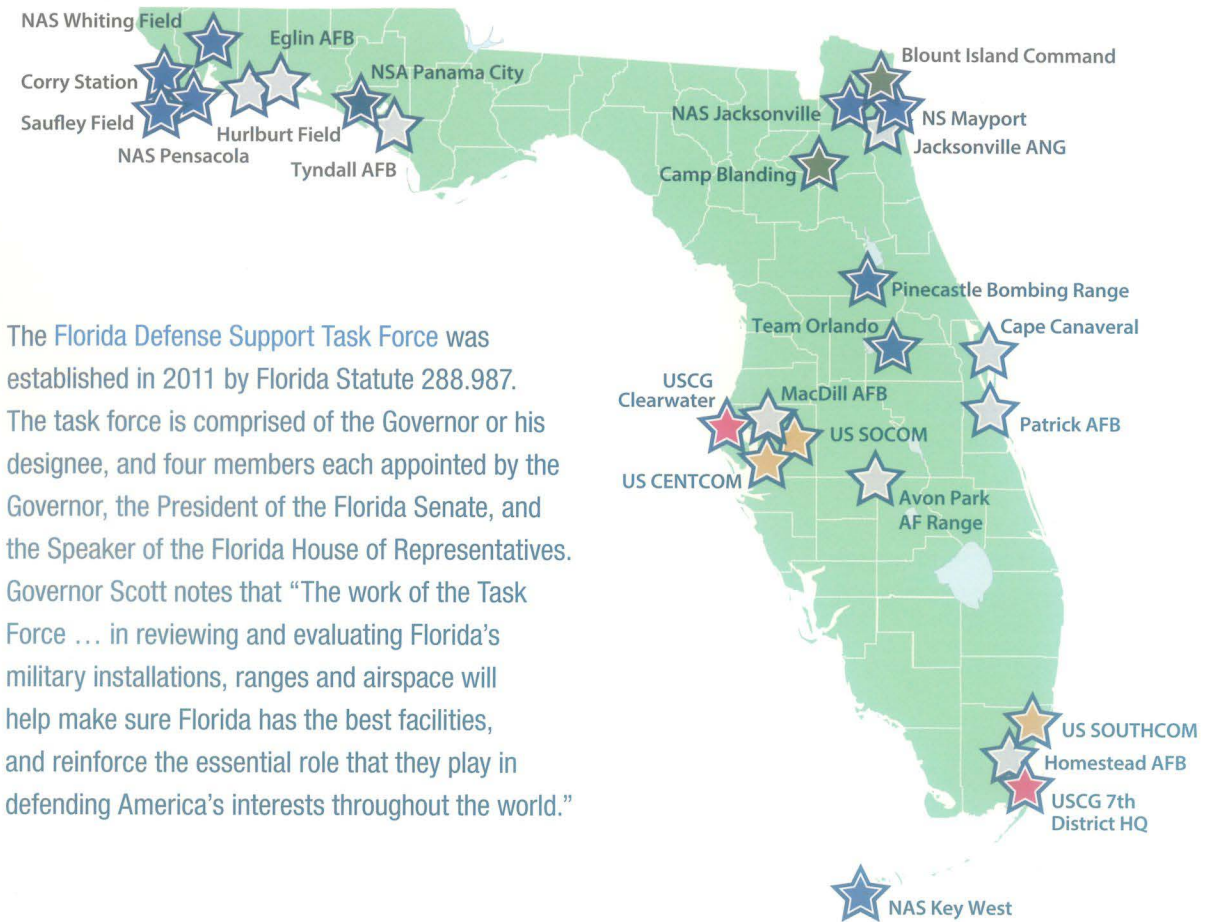 NAS Whiting Field
Eglin AFB
Corry Station
NSA Panama City
Saufley Field
Hurlburt Field
NAS Pensacola
Tyndall AFB
Blount Island Command
NAS Jacksonville
NS Mayport
Jacksonville ANG
Camp Blanding
Pinecastle Bombing Range
Team Orlando
Cape Canaveral
USCG
Clearwater
MacDill AFB
Patrick AFB
US SOCOM
US CENTCOM
Avon Park
AF Range
US SOUTHCOM
Homestead AFB
USCG 7th
District HQ
NAS Key West
The Florida Defense Support Task Force was
established in 2011 by Florida Statute 288.987.
The task force is comprised of the Governor or his
designee, and four members each appointed by the
Governor, the President of the Florida Senate, and
the Speaker of the Florida House of Representatives.
Governor Scott notes that “The work of the Task
Force … in reviewing and evaluating Florida’s
military installations, ranges and airspace will
help make sure Florida has the best facilities,
and reinforce the essential role that they play in
defending America’s interests throughout the world.”